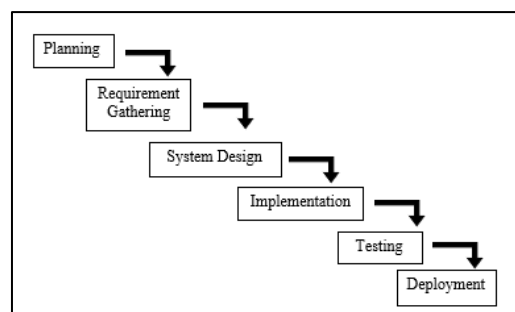 Planning
Requirement
Gathering
System Design
Implementation
Testing
Deployment